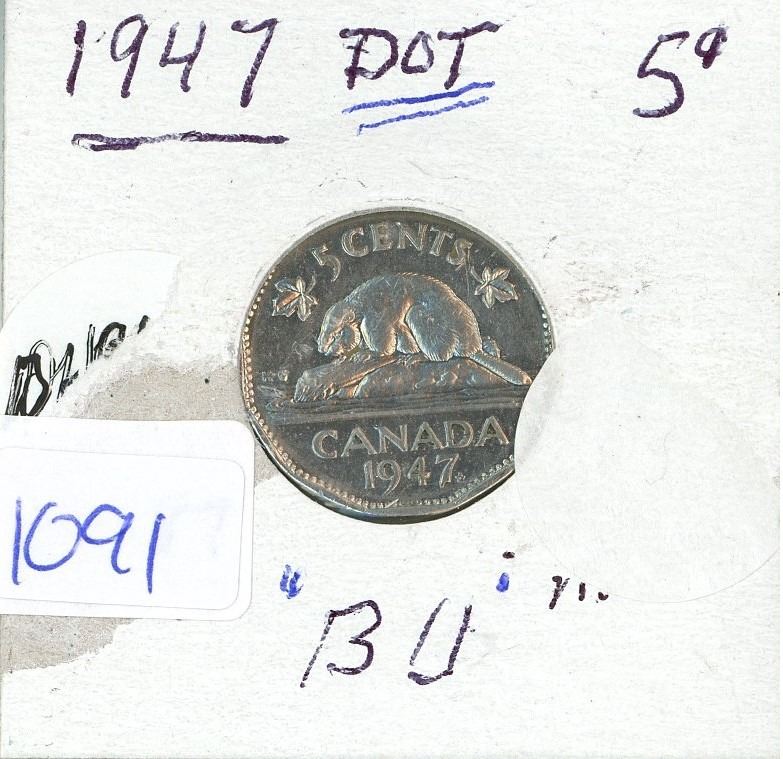 1947 DOT 5¢
5 CENTS
CANADA
1947
1091
"BU"